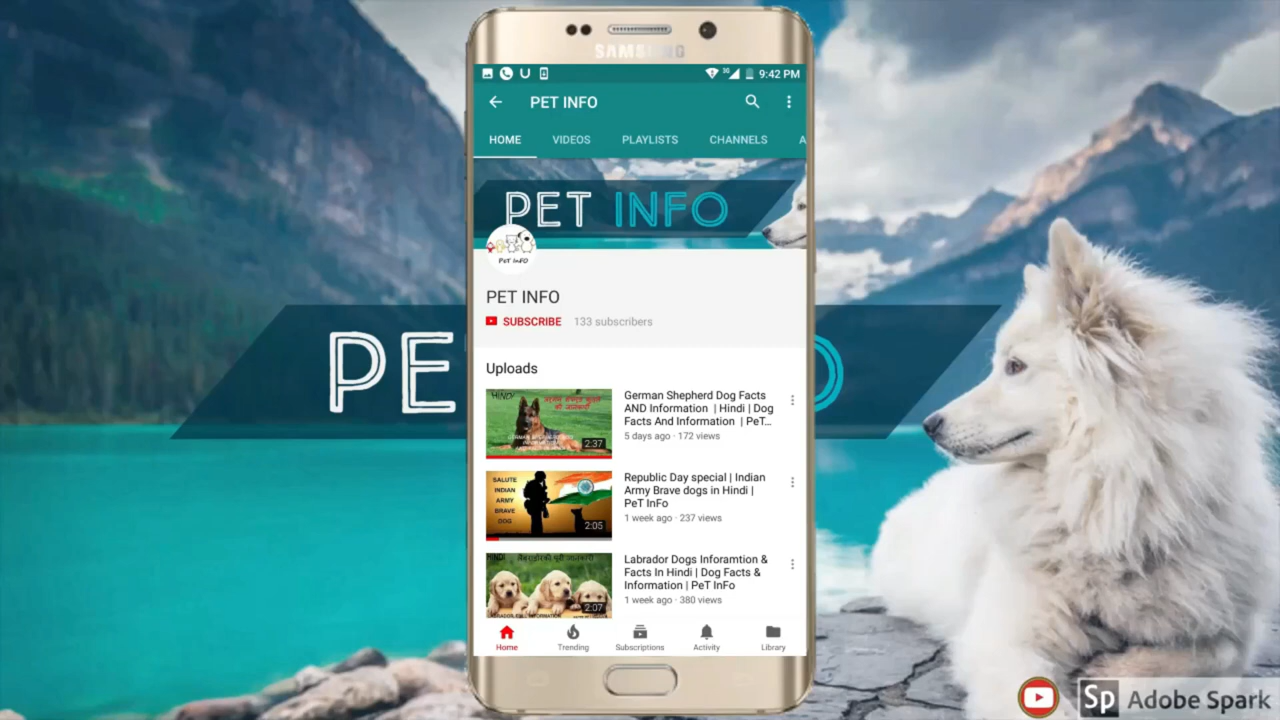 SAMSUNG
3G 9:42 PM
PET INFO
HOME VIDEOS PLAYLISTS CHANNELS A
PET INFO
PeT InFO
PET INFO
SUBSCRIBE 133 subscribers
PE O
Uploads
HINDI
2:37
German Shepherd Dog Facts
AND Information | Hindi | Dog
Facts And Information | PeT...
5 days ago · 172 views
SALUTE
INDIAN
ARMY
BRAVE
DOG
2:05
Republic Day special | Indian
Army Brave dogs in Hindi |
PeT InFo
1 week ago · 237 views
HINDI
2:07
Labrador Dogs Inforamtion &
Facts In Hindi | Dog Facts &
Information | PeT InFo
1 week ago · 380 views
Home Trending Subscriptions Activity Library
Sp Adobe Spark